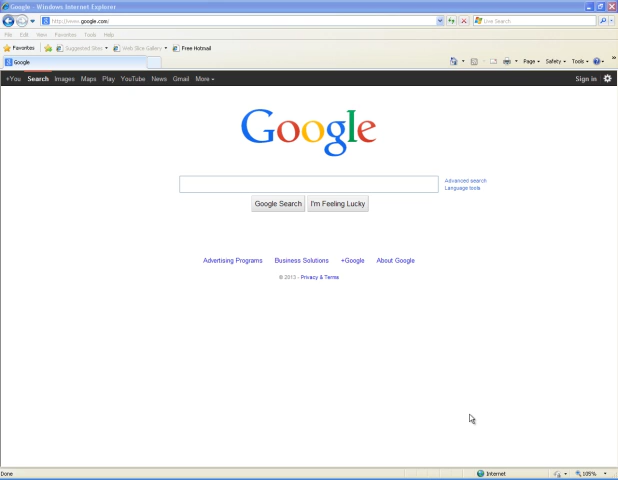 Google - Windows Internet Explorer
http://www.google.com/
Live Search
File Edit View Favorites Tools Help
Favorites Suggested Sites Web Slice Gallery Free Hotmail
Google
Page Safety Tools
+You Search Images Maps Play YouTube News Gmail More
Sign in
Google
Advanced search
Language tools
Google Search I'm Feeling Lucky
Advertising Programs Business Solutions +Google About Google
© 2013 - Privacy & Terms
Done
Internet
105%